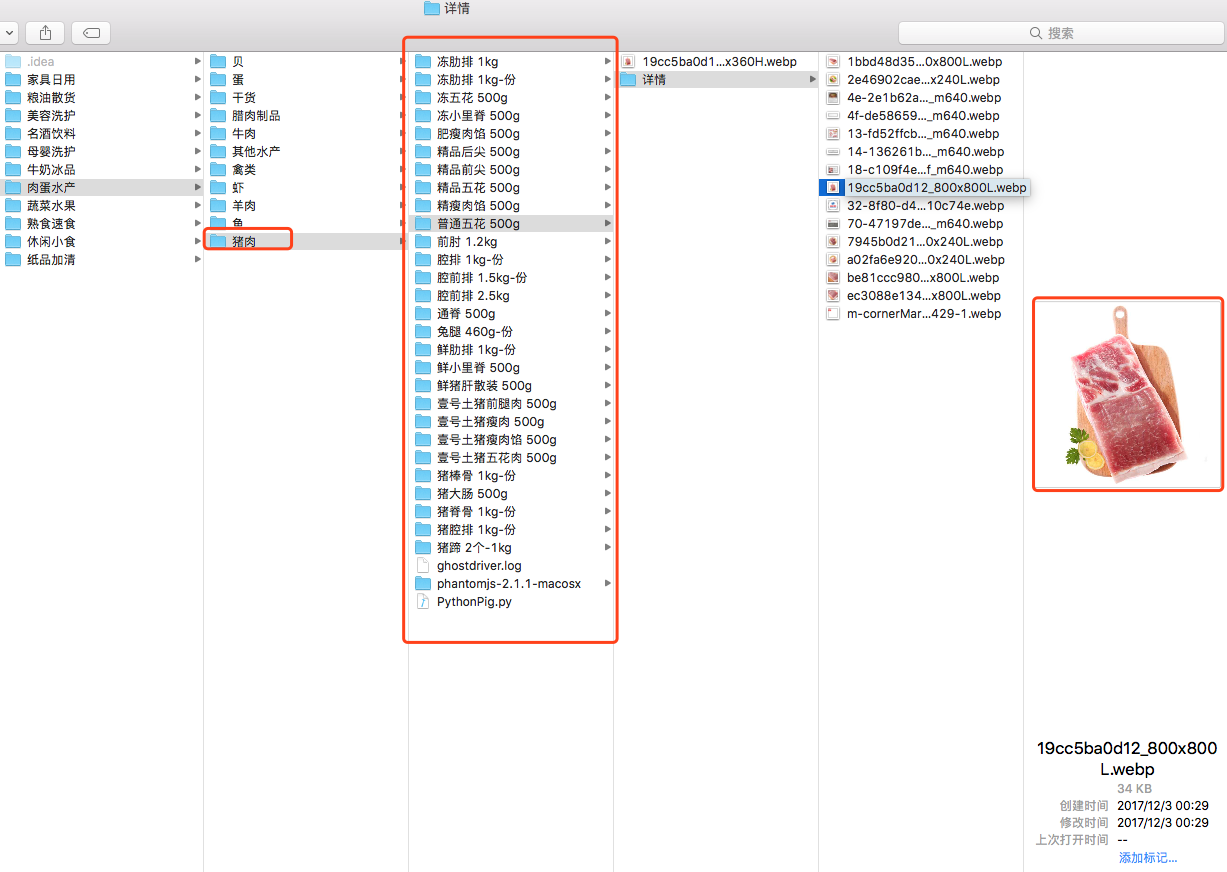 详情
搜索
.idea
家具日用
粮油散货
美容洗护
名酒饮料
母婴洗护
牛奶冰品
肉蛋水产
蔬菜水果
熟食速食
休闲小食
纸品加清
贝
蛋
干货
腊肉制品
牛肉
其他水产
禽类
虾
羊肉
鱼
猪肉
冻肋排 1kg
冻肋排 1kg-份
冻五花 500g
冻小里脊 500g
肥瘦肉馅 500g
精品后尖 500g
精品前尖 500g
精品五花 500g
精瘦肉馅 500g
普通五花 500g
前肘 1.2kg
腔排 1kg-份
腔前排 1.5kg-份
腔前排 2.5kg
通脊 500g
兔腿 460g-份
鲜肋排 1kg-份
鲜小里脊 500g
鲜猪肝散装 500g
壹号土猪前腿肉 500g
壹号土猪瘦肉 500g
壹号土猪瘦肉馅 500g
壹号土猪五花肉 500g
猪棒骨 1kg-份
猪大肠 500g
猪脊骨 1kg-份
猪腔排 1kg-份
猪蹄 2个-1kg
ghostdriver.log
phantomjs-2.1.1-macosx
PythonPig.py
19cc5ba0d1...x360H.webp
详情
1bbd48d35...0x800L.webp
2e46902cae...x240L.webp
4e-2e1b62a..._m640.webp
4f-de58659..._m640.webp
13-fd52ffcb..._m640.webp
14-136261b..._m640.webp
18-c109f4e...f_m640.webp
19cc5ba0d12_800x800L.webp
32-8f80-d4...10c74e.webp
70-47197de..._m640.webp
7945b0d21...0x240L.webp
a02fa6e920...0x240L.webp
be81ccc980...x800L.webp
ec3088e134...x800L.webp
m-cornerMar...429-1.webp
19cc5ba0d12_800x800
L.webp
34 KB
创建时间 2017/12/3 00:29
修改时间 2017/12/3 00:29
上次打开时间 --
添加标记...